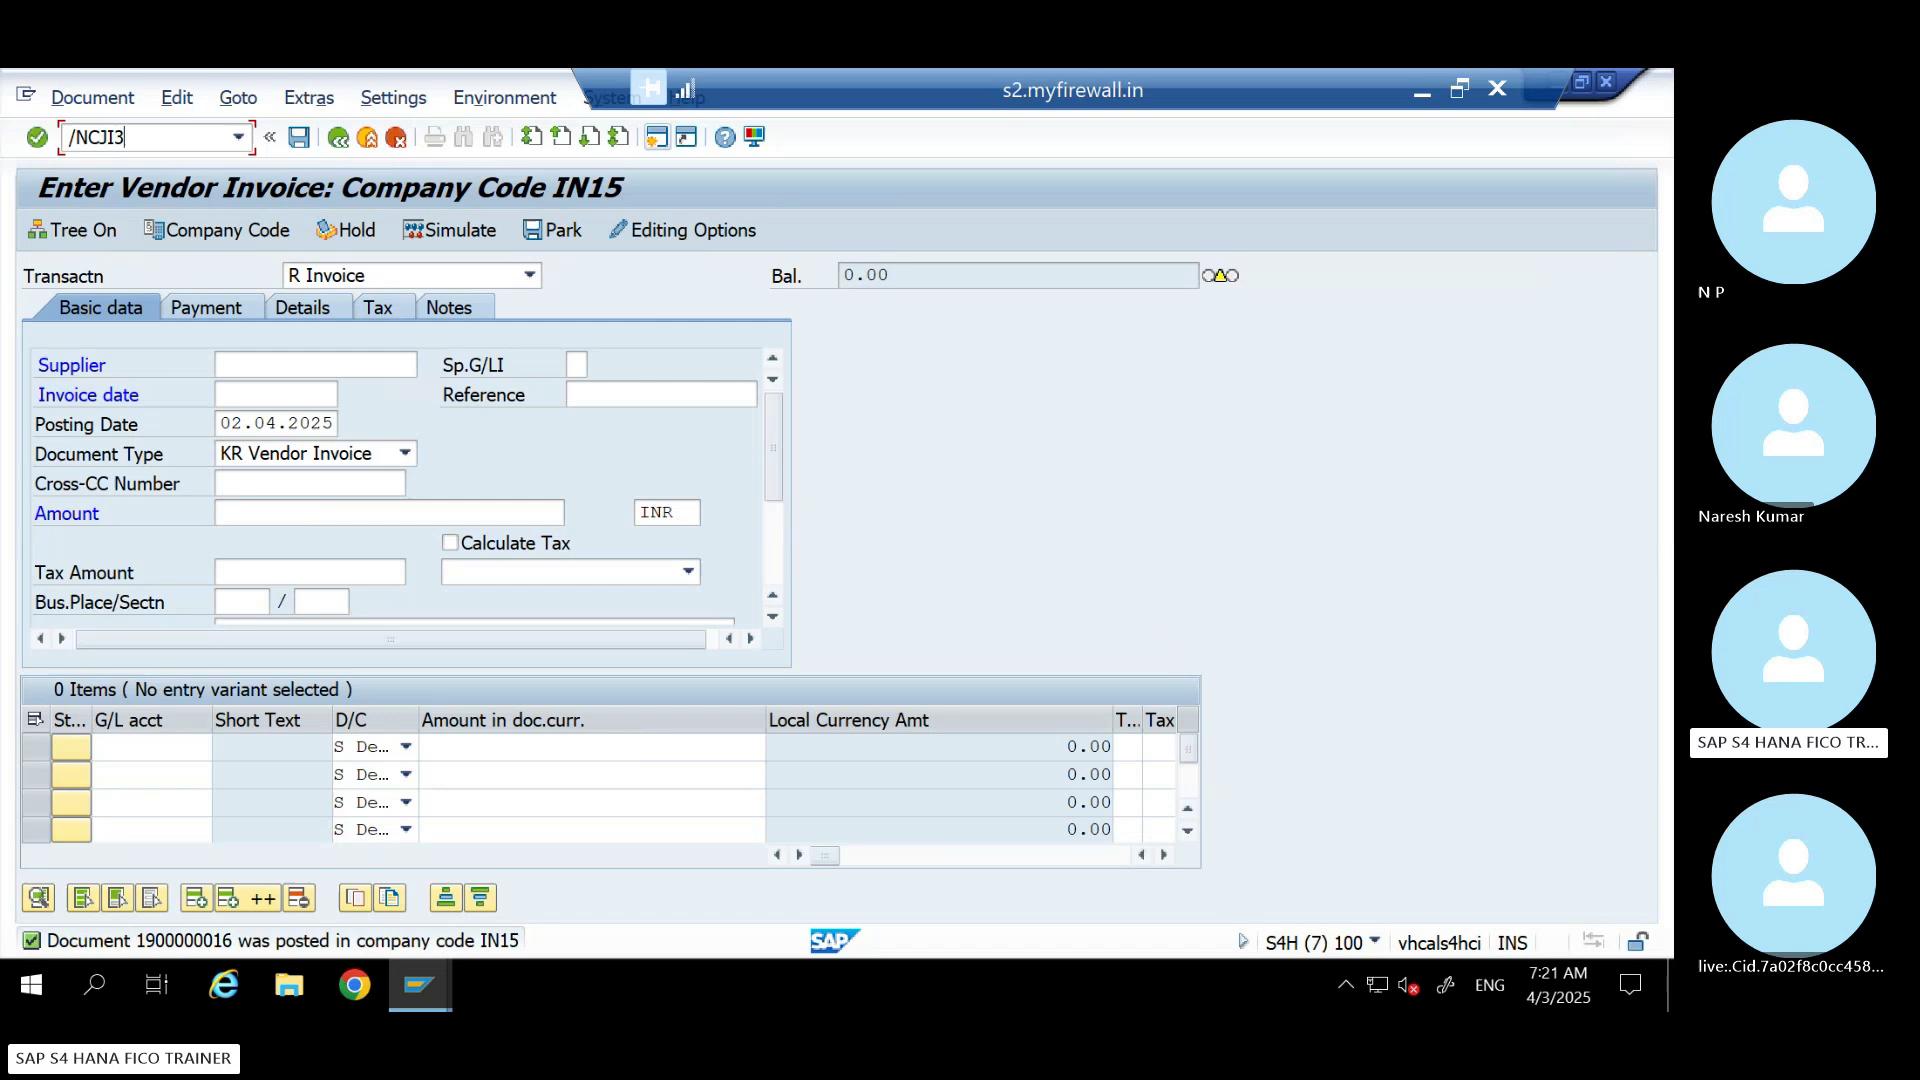 Document Edit Goto Extras Settings Environment System Help
s2.myfirewall.in
/NCJI3
Enter Vendor Invoice: Company Code IN15
Tree On Company Code Hold Simulate Park Editing Options
Transactn R Invoice Bal. 0.00
Basic data Payment Details Tax Notes
Supplier Sp.G/LI
Invoice date Reference
Posting Date 02.04.2025
Document Type KR Vendor Invoice
Cross-CC Number
Amount INR
Calculate Tax
Tax Amount
Bus.Place/Sectn /
0 Items ( No entry variant selected )
St... G/L acct Short Text D/C Amount in doc.curr. Local Currency Amt T... Tax
S De... 0.00
S De... 0.00
S De... 0.00
S De... 0.00
++
Document 1900000016 was posted in company code IN15
SAP
S4H (7) 100 vhcals4hci INS
ENG
7:21 AM
4/3/2025
N P
Naresh Kumar
SAP S4 HANA FICO TR...
live:.Cid.7a02f8c0cc458...
SAP S4 HANA FICO TRAINER